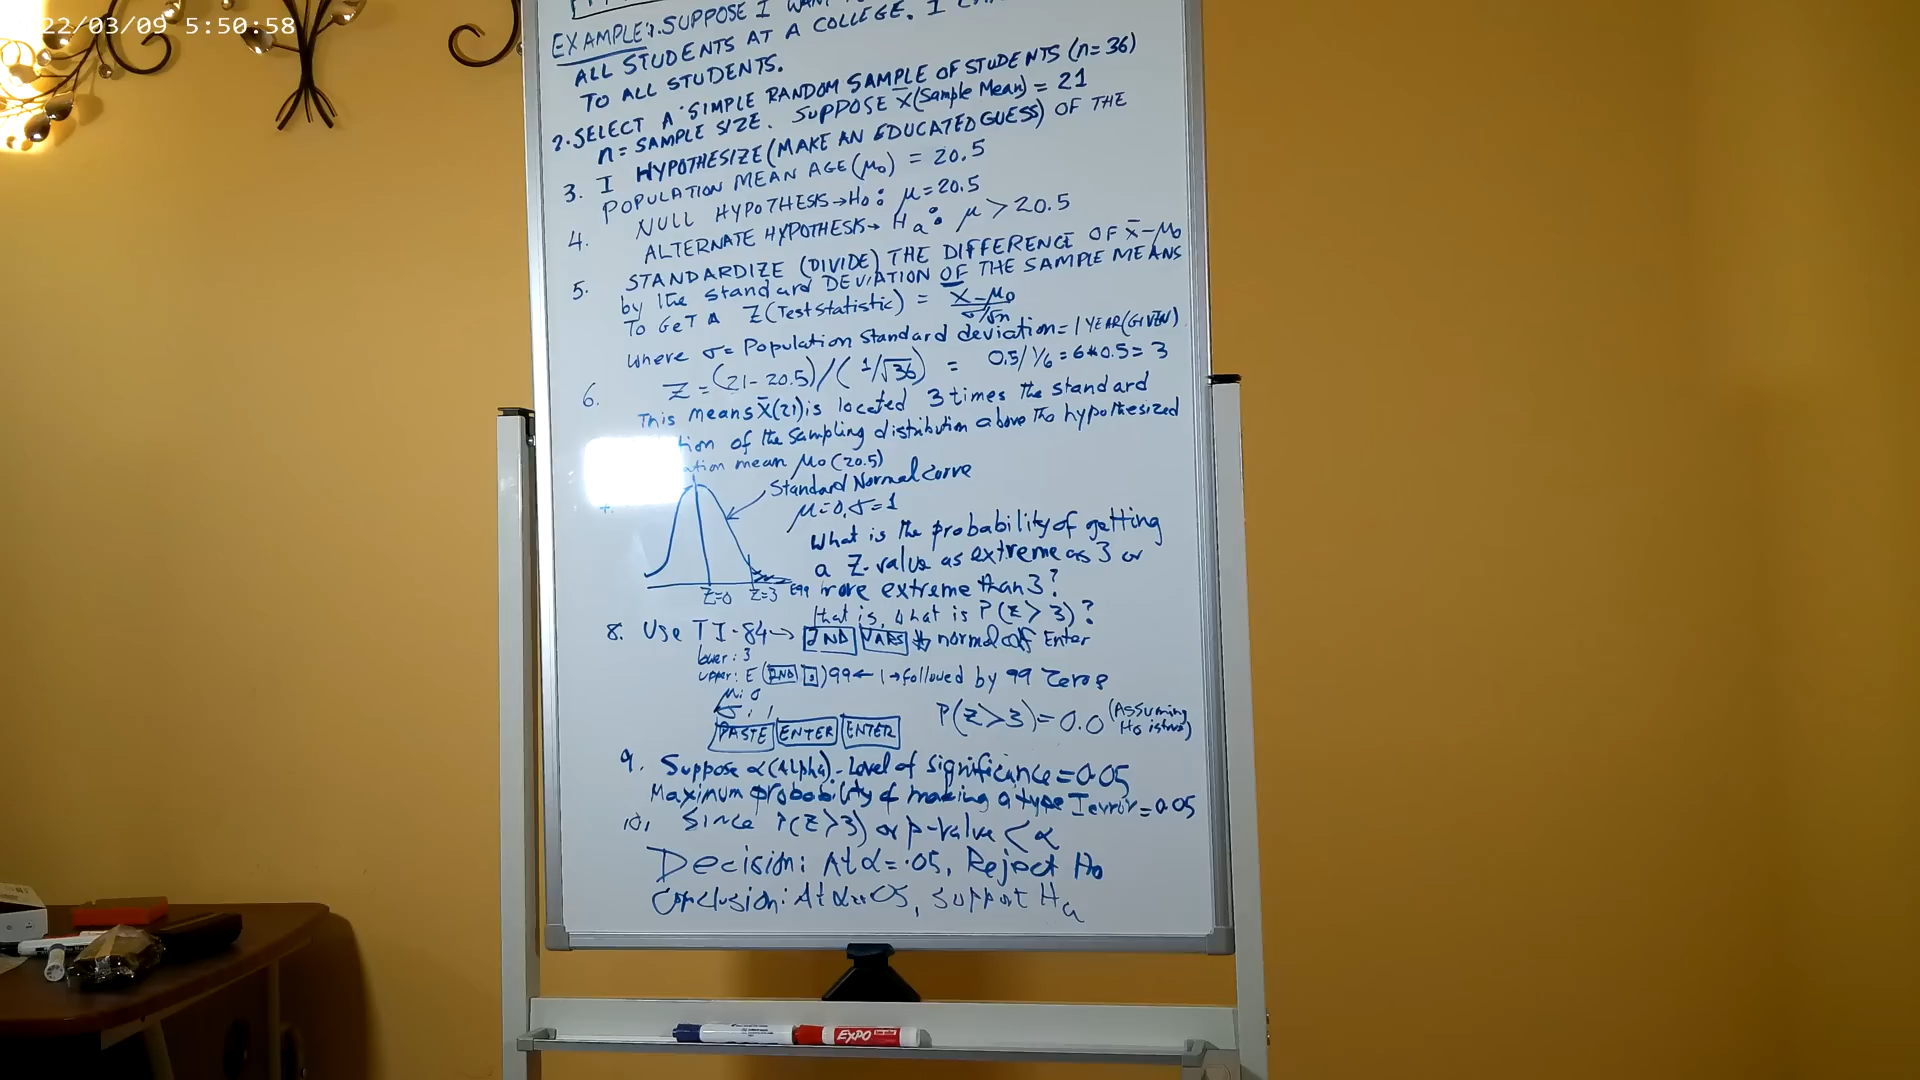 22/03/09 5:50:58
EXAMPLE: SUPPOSE I WANT
ALL STUDENTS AT A COLLEGE. I
TO ALL STUDENTS.
2. SELECT A SIMPLE RANDOM SAMPLE OF STUDENTS (n=36)
n = SAMPLE SIZE. SUPPOSE X̄ (Sample Mean) = 21
3. I HYPOTHESIZE (MAKE AN EDUCATED GUESS) OF THE
POPULATION MEAN AGE (μ₀) = 20.5
4. NULL HYPOTHESIS → H₀: μ = 20.5
ALTERNATE HYPOTHESIS → Hₐ: μ > 20.5
5. STANDARDIZE (DIVIDE) THE DIFFERENCE OF x̄ - μ₀
by the standard DEVIATION OF THE SAMPLE MEANS
To GeT A Z (Test statistic) = x - μ₀ / σ/√n
where σ = Population Standard deviation = 1 YEAR (GIVEN)
6. Z = (21 - 20.5) / (1/√36) = 0.5/1/6 = 6*0.5 = 3
This means X̄(21) is located 3 times the standard
tion of the sampling distribution above the hypothesized
ation mean μ₀ (20.5)
Standard Normal curve
μ=0, σ=1
What is the probability of getting
a Z-value as extreme as 3 or
more extreme than 3?
that is, what is P(Z > 3)?
Z=0 Z=3 E99
8. Use TI-84 → 2ND VARS normalcdf Enter
lower: 3
upper: E (2ND ,) 99 ← 1 → followed by 99 Zeros
μ: 0
σ: 1
PASTE ENTER ENTER
P(Z > 3) = 0.0 (Assuming H₀ is true)
9. Suppose α (Alpha) - Level of significance = 0.05
Maximum probability of making a type I error = 0.05
10. Since P(Z > 3) or p-value < α
Decision: At α = .05, Reject H₀
Conclusion: At α = .05, support Hₐ
EXPO